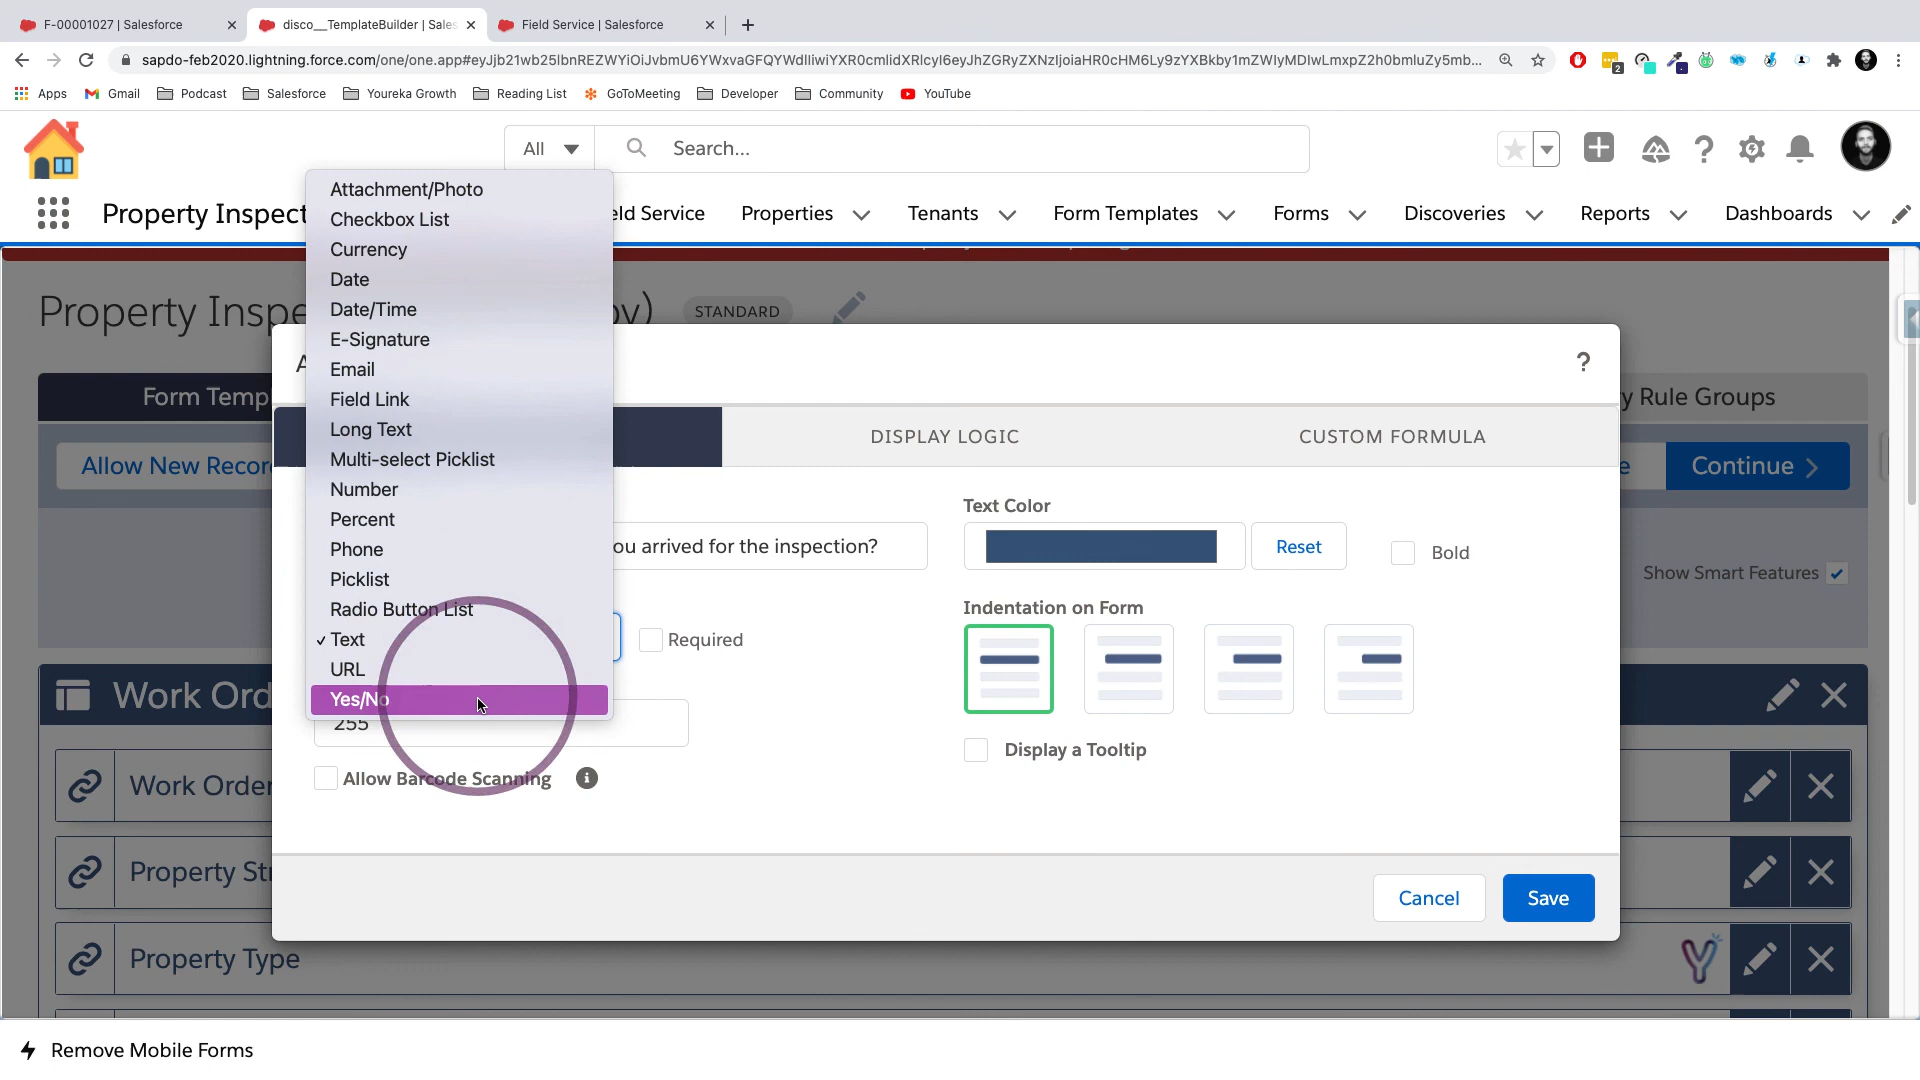 F-00001027 | Salesforce
disco__TemplateBuilder | Sales
Field Service | Salesforce
sapdo-feb2020.lightning.force.com/one/one.app#eyJjb21wb25lbnREZWYiOiJvbmU6YWxvaGFQYWdlIiwiYXR0cmlidXRlcyI6eyJhZGRyZXNzIjoiaHR0cHM6Ly9zYXBkby1mZWIyMDIwLmxpZ2h0bmluZy5mb...
2
Apps
Gmail
Podcast
Salesforce
Youreka Growth
Reading List
GoToMeeting
Developer
Community
YouTube
All
Search...
Property Inspect
eld Service
Properties
Tenants
Form Templates
Forms
Discoveries
Reports
Dashboards
Attachment/Photo
Checkbox List
Currency
Date
Date/Time
E-Signature
Email
Field Link
Long Text
Multi-select Picklist
Number
Percent
Phone
Picklist
Radio Button List
✓ Text
URL
Yes/No
STANDARD
?
Form Temp
y Rule Groups
DISPLAY LOGIC
CUSTOM FORMULA
Allow New Recor
e
Continue
Text Color
ou arrived for the inspection?
Reset
Bold
Show Smart Features
Indentation on Form
Required
Work Ord
255
Display a Tooltip
Allow Barcode Scanning
Work Order
Property St
Cancel
Save
Property Type
Remove Mobile Forms